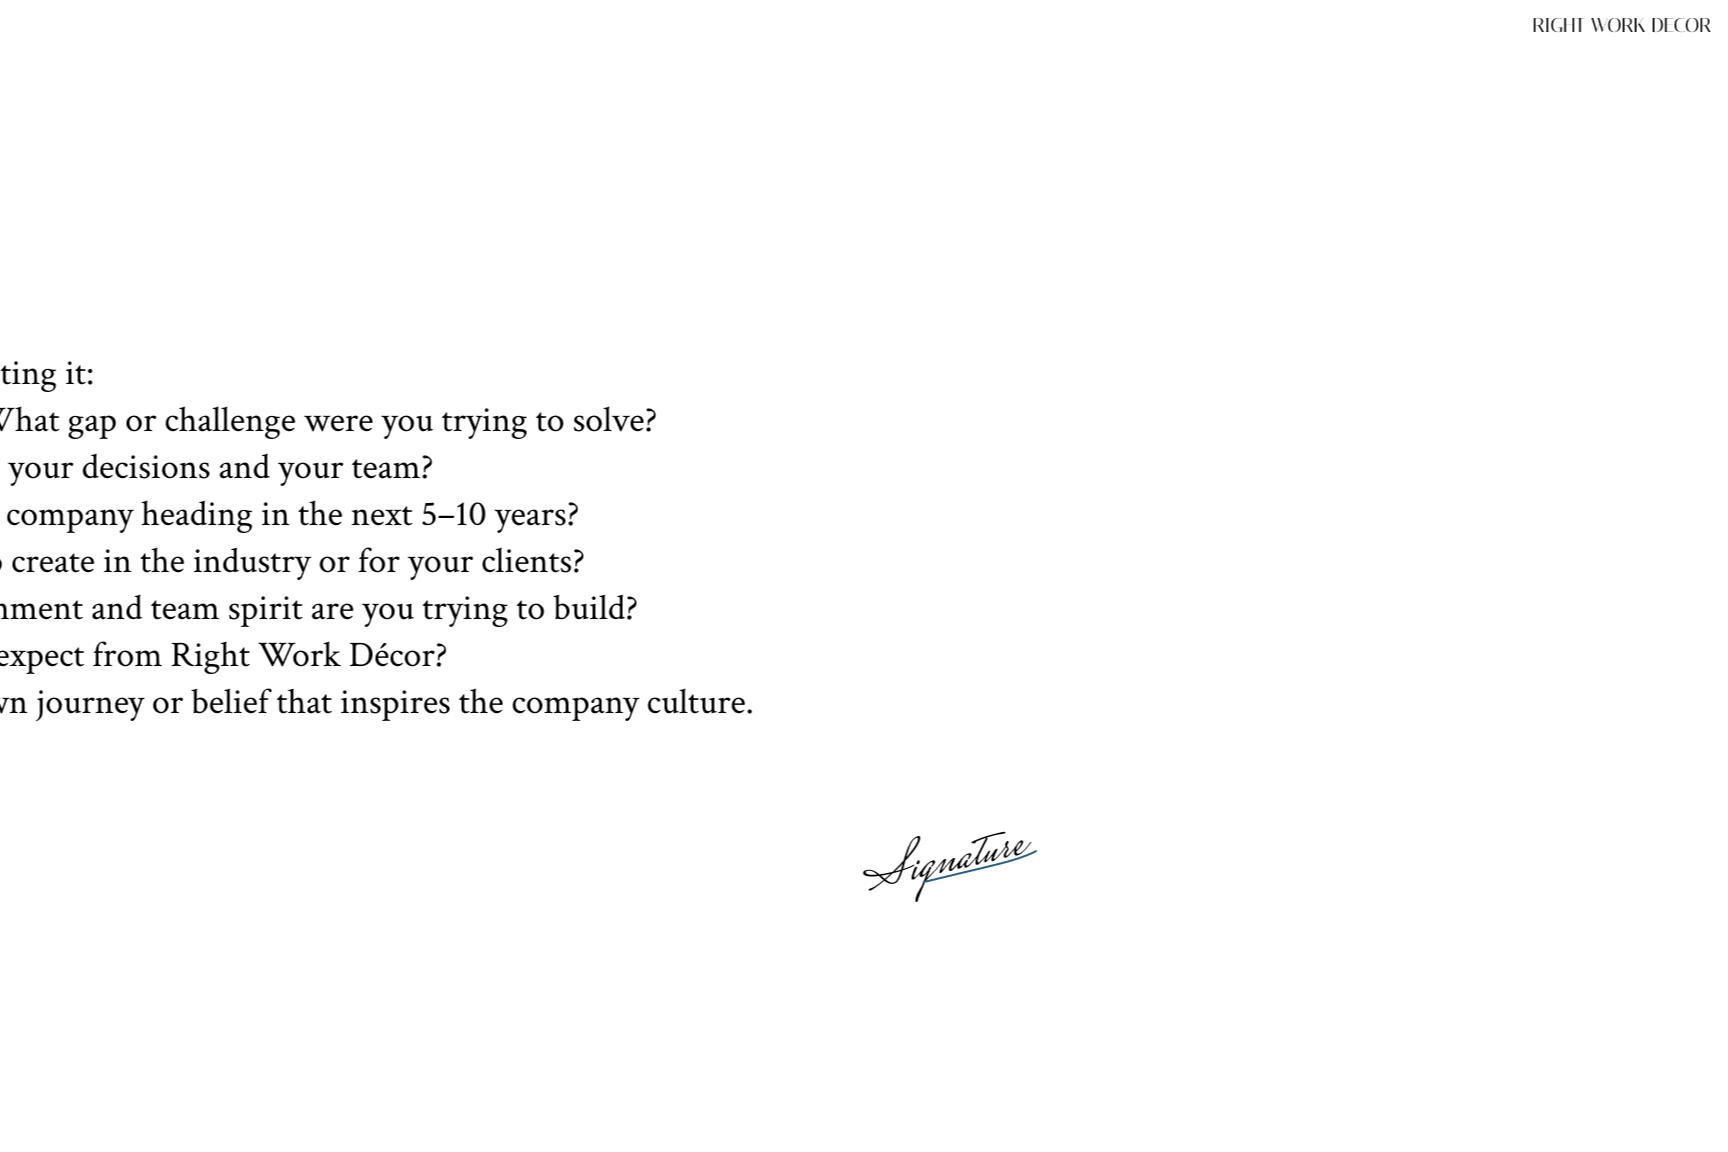 RIGHT WORK DECOR
ting it:
What gap or challenge were you trying to solve?
your decisions and your team?
company heading in the next 5–10 years?
create in the industry or for your clients?
nment and team spirit are you trying to build?
expect from Right Work Décor?
wn journey or belief that inspires the company culture.
Signature